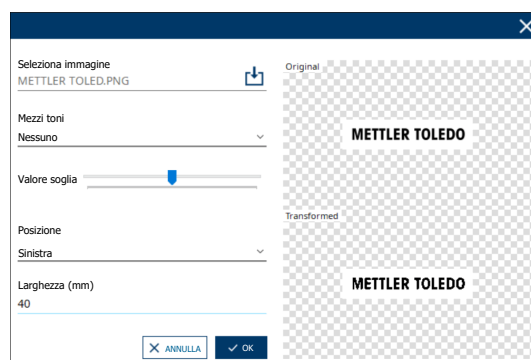 Seleziona immagine
METTLER TOLED.PNG
Mezzi toni
Nessuno
Valore soglia
Posizione
Sinistra
Larghezza (mm)
40
ANNULLA
OK
Original
METTLER TOLEDO
Transformed
METTLER TOLEDO